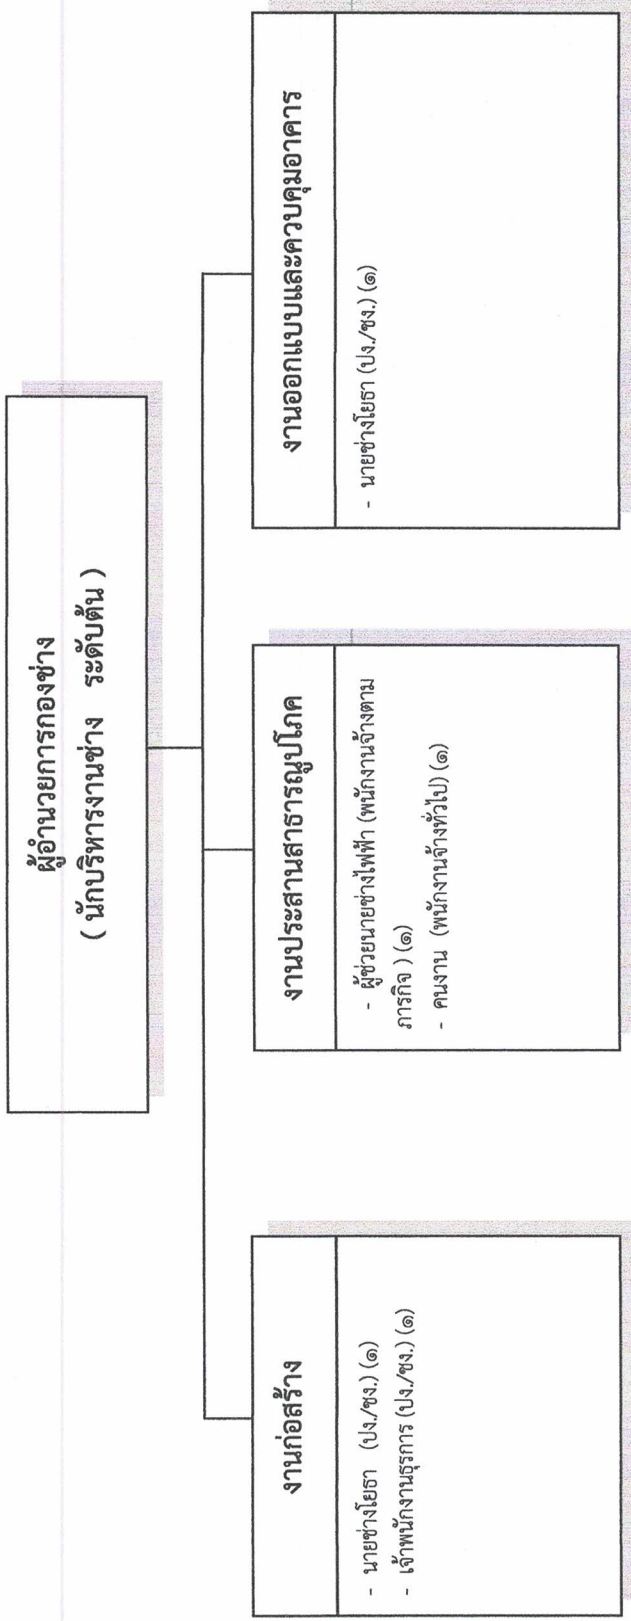 ผู้อำนวยการกองช่าง
( นักบริหารงานช่าง ระดับต้น )
งานก่อสร้าง
- นายช่างโยธา (ปง./ชง.) (๑)
- เจ้าพนักงานธุรการ (ปง./ชง.) (๑)
งานประสานสาธารณูปโภค
- ผู้ช่วยนายช่างไฟฟ้า (พนักงานจ้างตาม
ภารกิจ ) (๑)
- คนงาน (พนักงานจ้างทั่วไป) (๑)
งานออกแบบและควบคุมอาคาร
- นายช่างโยธา (ปง./ชง.) (๑)